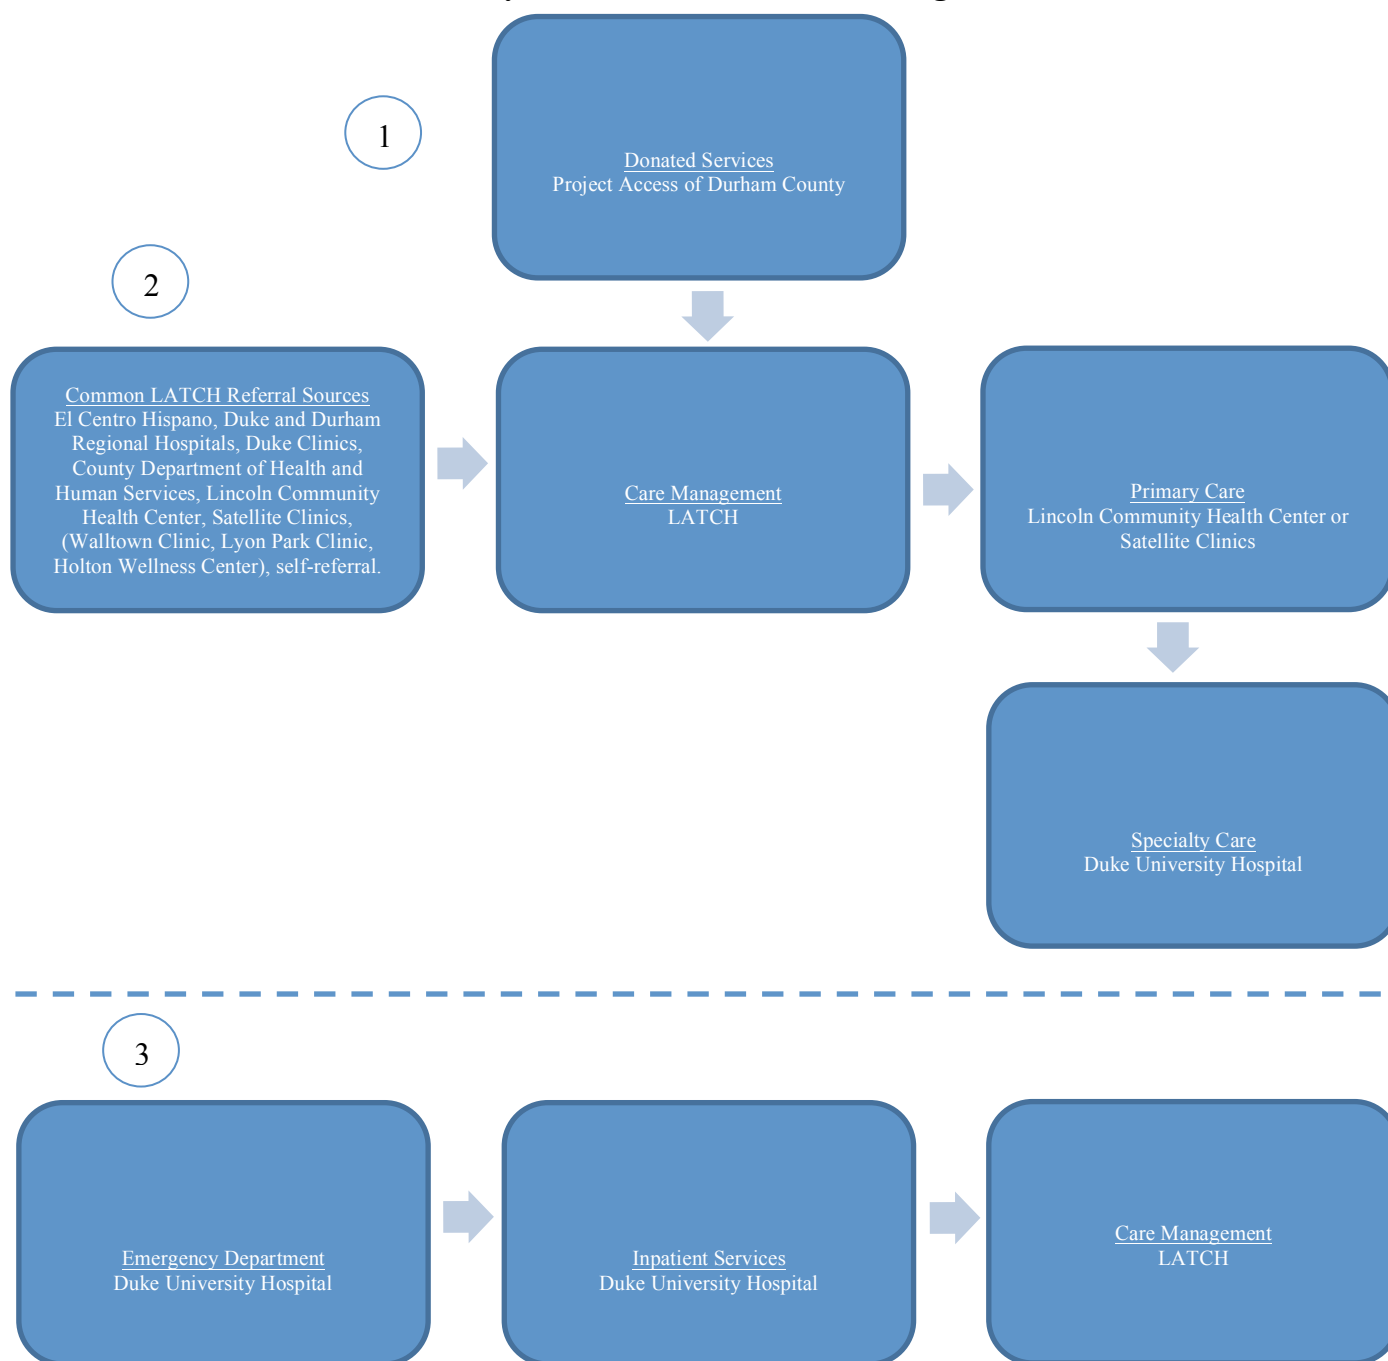 1
Donated Services
Project Access of Durham County
2
Common LATCH Referral Sources
El Centro Hispano, Duke and Durham
Regional Hospitals, Duke Clinics,
County Department of Health and
Human Services, Lincoln Community
Health Center, Satellite Clinics,
(Walltown Clinic, Lyon Park Clinic,
Holton Wellness Center), self-referral.
Care Management
LATCH
Primary Care
Lincoln Community Health Center or
Satellite Clinics
Specialty Care
Duke University Hospital
3
Emergency Department
Duke University Hospital
Inpatient Services
Duke University Hospital
Care Management
LATCH